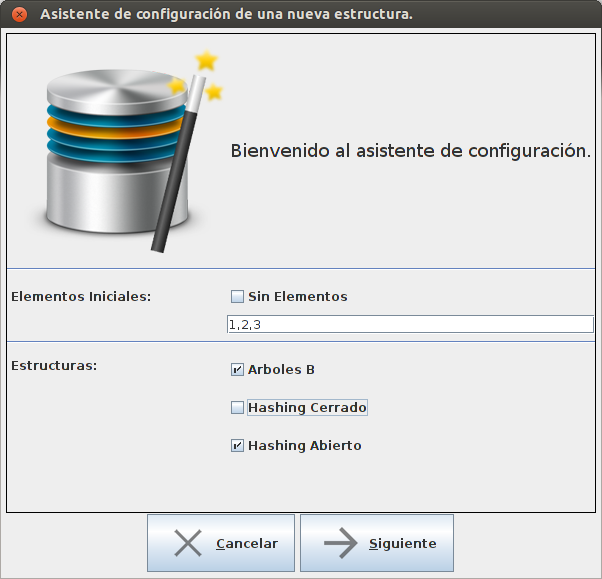 Asistente de configuración de una nueva estructura.
Bienvenido al asistente de configuración.
Elementos Iniciales:
Sin Elementos
1,2,3
Estructuras:
Arboles B
Hashing Cerrado
Hashing Abierto
Cancelar
Siguiente